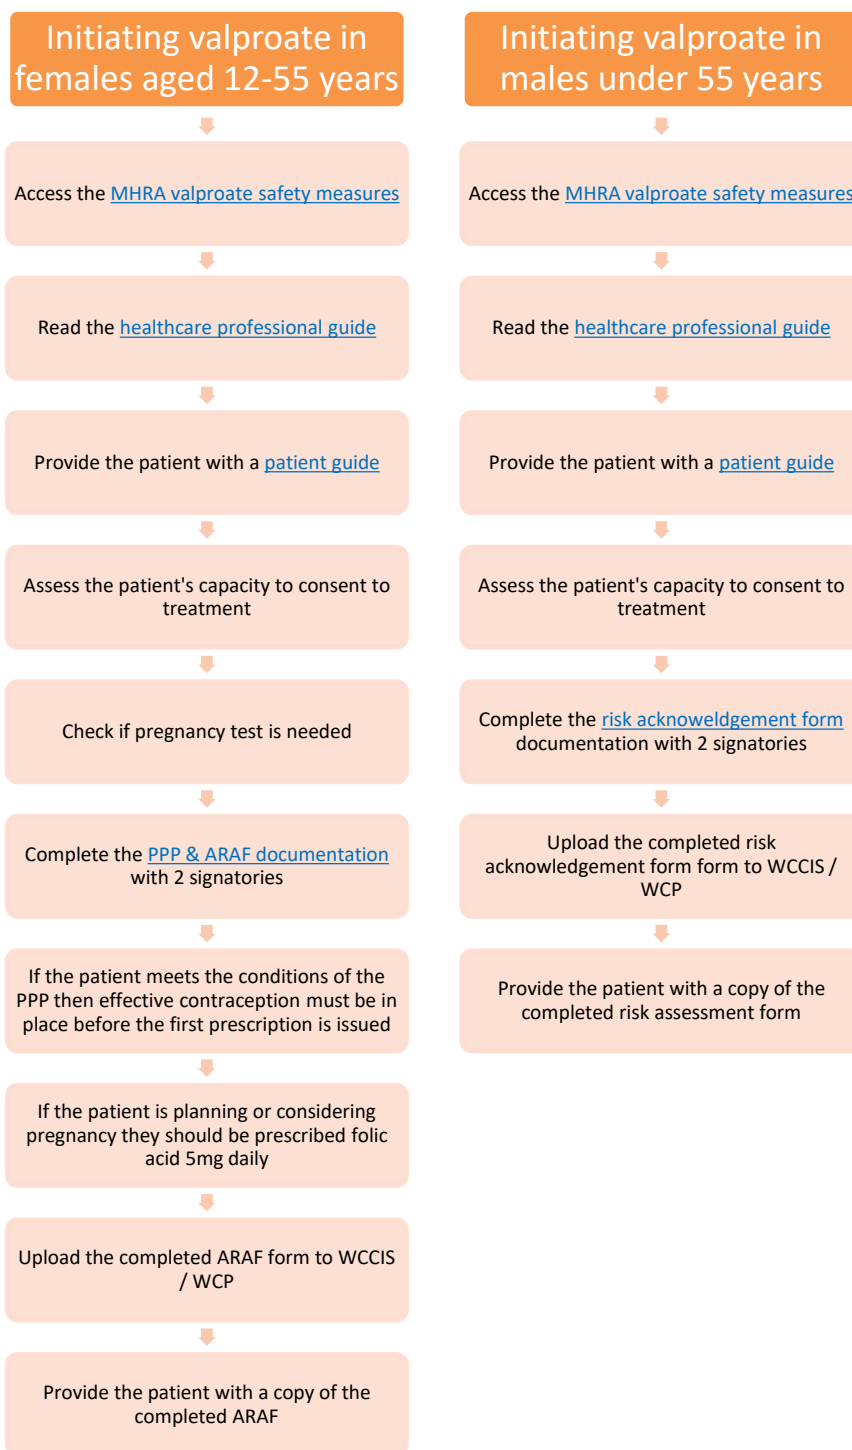 Initiating valproate in
females aged 12-55 years
Access the MHRA valproate safety measures
Read the healthcare professional guide
Provide the patient with a patient guide
Assess the patient's capacity to consent to
treatment
Check if pregnancy test is needed
Complete the PPP & ARAF documentation
with 2 signatories
If the patient meets the conditions of the
PPP then effective contraception must be in
place before the first prescription is issued
If the patient is planning or considering
pregnancy they should be prescribed folic
acid 5mg daily
Upload the completed ARAF form to WCCIS
/ WCP
Provide the patient with a copy of the
completed ARAF
Initiating valproate in
males under 55 years
Access the MHRA valproate safety measures
Read the healthcare professional guide
Provide the patient with a patient guide
Assess the patient's capacity to consent to
treatment
Complete the risk acknoweldgement form
documentation with 2 signatories
Upload the completed risk
acknowledgement form form to WCCIS /
WCP
Provide the patient with a copy of the
completed risk assessment form